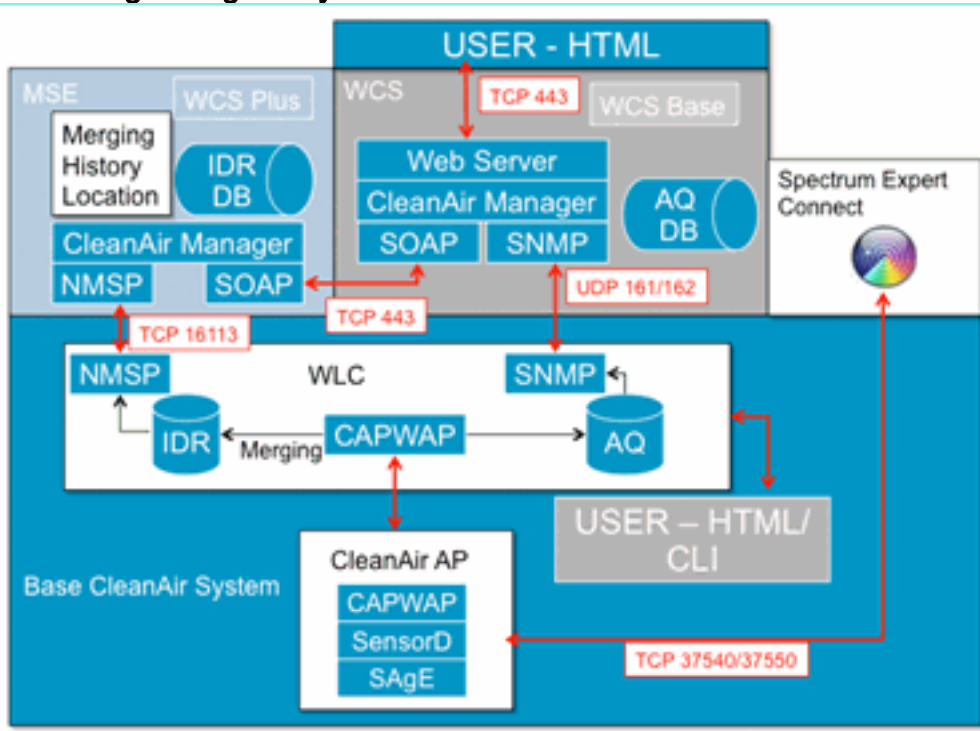 USER - HTML
MSE
WCS Plus
WCS
TCP 443
WCS Base
Merging
History
Location
IDR
DB
Web Server
CleanAir Manager
SOAP
SNMP
AQ
DB
Spectrum Expert
Connect
CleanAir Manager
NMSP
SOAP
UDP 161/162
TCP 443
TCP 16113
NMSP
WLC
SNMP
IDR
Merging
CAPWAP
AQ
USER – HTML/
CLI
CleanAir AP
Base CleanAir System
CAPWAP
SensorD
SAgE
TCP 37540/37550